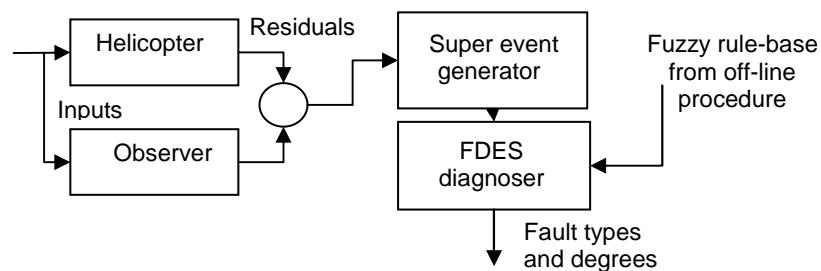 Helicopter
Residuals
Inputs
Observer
Super event
generator
Fuzzy rule-base
from off-line
procedure
FDES
diagnoser
Fault types
and degrees